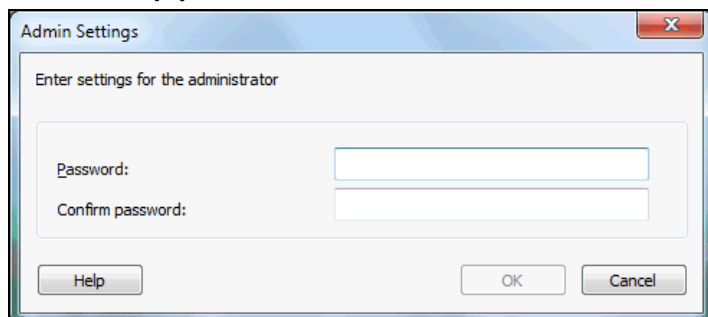 Admin Settings
Enter settings for the administrator
Password:
Confirm password:
Help OK Cancel